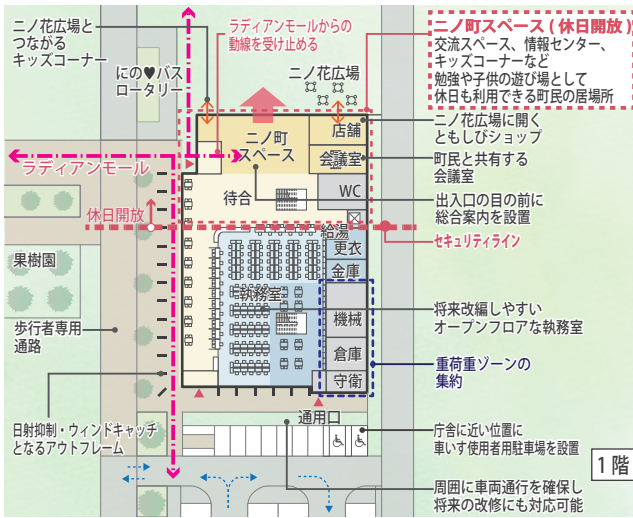 二ノ花広場と
つながる
キッズコーナー
にの♥バス
ロータリー
ラディアンモールからの
動線を受け止める
二ノ花広場
二ノ町スペース(休日開放)
交流スペース、情報センター、
キッズコーナーなど
勉強や子供の遊び場として
休日も利用できる町民の居場所
二ノ町
スペース
店舗
会議室
二ノ花広場に開く
ともしびショップ
町民と共有する
会議室
ラディアンモール
待合
WC
出入口の目の前に
総合案内を設置
休日開放
給湯
セキュリティライン
更衣
金庫
果樹園
執務室
機械
将来改編しやすい
オープンフロアな執務室
歩行者専用
通路
倉庫
重荷重ゾーンの
集約
守衛
通用口
日射抑制・ウィンドキャッチ
となるアウトフレーム
庁舎に近い位置に
車いす使用者用駐車場を設置
1階
周囲に車両通行を確保し
将来の改修にも対応可能